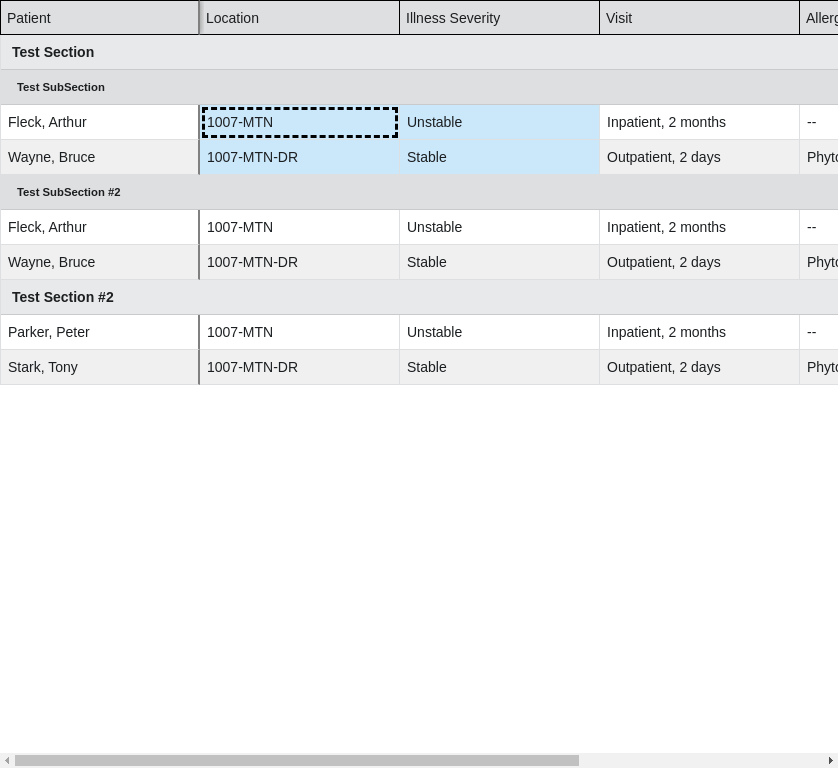 Patient Location Illness Severity Visit Allerg
Test Section
Test SubSection
Fleck, Arthur 1007-MTN Unstable Inpatient, 2 months --
Wayne, Bruce 1007-MTN-DR Stable Outpatient, 2 days Phyto
Test SubSection #2
Fleck, Arthur 1007-MTN Unstable Inpatient, 2 months --
Wayne, Bruce 1007-MTN-DR Stable Outpatient, 2 days Phyto
Test Section #2
Parker, Peter 1007-MTN Unstable Inpatient, 2 months --
Stark, Tony 1007-MTN-DR Stable Outpatient, 2 days Phyto